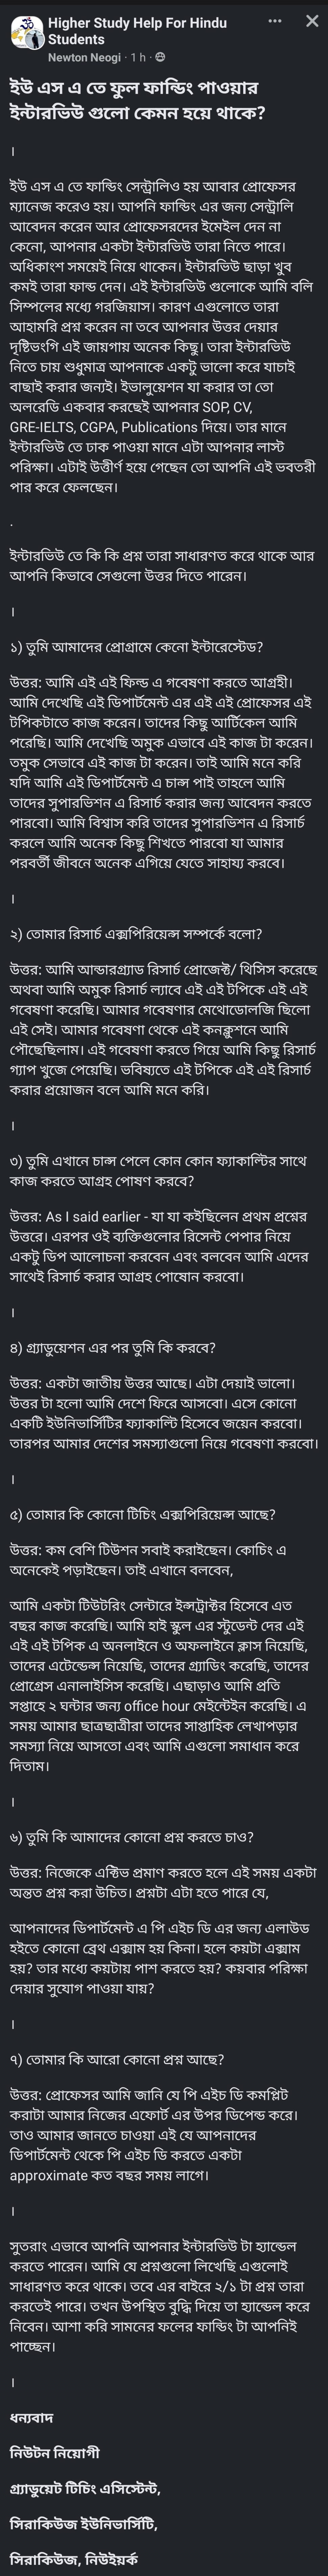 Higher Study Help For Hindu
Students
Newton Neogi · 1 h ·
ইউ এস এ তে ফুল ফান্ডিং পাওয়ার
ইন্টারভিউ গুলো কেমন হয়ে থাকে?
।
ইউ এস এ তে ফান্ডিং সেন্ট্রালিও হয় আবার প্রোফেসর
ম্যানেজ করেও হয়। আপনি ফান্ডিং এর জন্য সেন্ট্রালি
আবেদন করেন আর প্রোফেসরদের ইমেইল দেন না
কেনো, আপনার একটা ইন্টারভিউ তারা নিতে পারে।
অধিকাংশ সময়েই নিয়ে থাকেন। ইন্টারভিউ ছাড়া খুব
কমই তারা ফান্ড দেন। এই ইন্টারভিউ গুলোকে আমি বলি
সিম্পলের মধ্যে গরজিয়াস। কারণ এগুলোতে তারা
আহামরি প্রশ্ন করেন না তবে আপনার উত্তর দেয়ার
দৃষ্টিভংগি এই জায়গায় অনেক কিছু। তারা ইন্টারভিউ
নিতে চায় শুধুমাত্র আপনাকে একটু ভালো করে যাচাই
বাছাই করার জন্যই। ইভালুয়েশন যা করার তা তো
অলরেডি একবার করছেই আপনার SOP, CV,
GRE-IELTS, CGPA, Publications দিয়ে। তার মানে
ইন্টারভিউ তে ঢাক পাওয়া মানে এটা আপনার লাস্ট
পরিক্ষা। এটাই উত্তীর্ণ হয়ে গেছেন তো আপনি এই ভবতরী
পার করে ফেলছেন।
.
ইন্টারভিউ তে কি কি প্রশ্ন তারা সাধারণত করে থাকে আর
আপনি কিভাবে সেগুলো উত্তর দিতে পারেন।
।
১) তুমি আমাদের প্রোগ্রামে কেনো ইন্টারেস্টেড?
উত্তর: আমি এই এই ফিল্ড এ গবেষণা করতে আগ্রহী।
আমি দেখেছি এই ডিপার্টমেন্ট এর এই এই প্রোফেসর এই
টপিকটাতে কাজ করেন। তাদের কিছু আর্টিকেল আমি
পরেছি। আমি দেখেছি অমুক এভাবে এই কাজ টা করেন।
তমুক সেভাবে এই কাজ টা করেন। তাই আমি মনে করি
যদি আমি এই ডিপার্টমেন্ট এ চান্স পাই তাহলে আমি
তাদের সুপারভিশন এ রিসার্চ করার জন্য আবেদন করতে
পারবো। আমি বিশ্বাস করি তাদের সুপারভিশন এ রিসার্চ
করলে আমি অনেক কিছু শিখতে পারবো যা আমার
পরবর্তী জীবনে অনেক এগিয়ে যেতে সাহায্য করবে।
।
২) তোমার রিসার্চ এক্সপিরিয়েন্স সম্পর্কে বলো?
উত্তর: আমি আন্ডারগ্র্যাড রিসার্চ প্রোজেক্ট/ থিসিস করেছে
অথবা আমি অমুক রিসার্চ ল্যাবে এই এই টপিকে এই এই
গবেষণা করেছি। আমার গবেষণার মেথোডোলজি ছিলো
এই সেই। আমার গবেষণা থেকে এই কনক্লুশনে আমি
পৌছেছিলাম। এই গবেষণা করতে গিয়ে আমি কিছু রিসার্চ
গ্যাপ খুজে পেয়েছি। ভবিষ্যতে এই টপিকে এই এই রিসার্চ
করার প্রয়োজন বলে আমি মনে করি।
।
৩) তুমি এখানে চান্স পেলে কোন কোন ফ্যাকাল্টির সাথে
কাজ করতে আগ্রহ পোষণ করবে?
উত্তর: As I said earlier - যা যা কইছিলেন প্রথম প্রশ্নের
উত্তরে। এরপর ওই ব্যক্তিগুলোর রিসেন্ট পেপার নিয়ে
একটু ডিপ আলোচনা করবেন এবং বলবেন আমি এদের
সাথেই রিসার্চ করার আগ্রহ পোষোন করবো।
।
৪) গ্র্যাডুয়েশন এর পর তুমি কি করবে?
উত্তর: একটা জাতীয় উত্তর আছে। এটা দেয়াই ভালো।
উত্তর টা হলো আমি দেশে ফিরে আসবো। এসে কোনো
একটি ইউনিভার্সিটির ফ্যাকাল্টি হিসেবে জয়েন করবো।
তারপর আমার দেশের সমস্যাগুলো নিয়ে গবেষণা করবো।
।
৫) তোমার কি কোনো টিচিং এক্সপিরিয়েন্স আছে?
উত্তর: কম বেশি টিউশন সবাই করাইছেন। কোচিং এ
অনেকেই পড়াইছেন। তাই এখানে বলবেন,
আমি একটা টিউটরিং সেন্টারে ইন্সট্রাক্টর হিসেবে এত
বছর কাজ করেছি। আমি হাই স্কুল এর স্টুডেন্ট দের এই
এই এই টপিক এ অনলাইনে ও অফলাইনে ক্লাস নিয়েছি,
তাদের এটেন্ডেন্স নিয়েছি, তাদের গ্র্যাডিং করেছি, তাদের
প্রোগ্রেস এনালাইসিস করেছি। এছাড়াও আমি প্রতি
সপ্তাহে ২ ঘন্টার জন্য office hour মেইন্টেইন করেছি। এ
সময় আমার ছাত্রছাত্রীরা তাদের সাপ্তাহিক লেখাপড়ার
সমস্যা নিয়ে আসতো এবং আমি এগুলো সমাধান করে
দিতাম।
।
৬) তুমি কি আমাদের কোনো প্রশ্ন করতে চাও?
উত্তর: নিজেকে এক্টিভ প্রমাণ করতে হলে এই সময় একটা
অন্তত প্রশ্ন করা উচিত। প্রশ্নটা এটা হতে পারে যে,
আপনাদের ডিপার্টমেন্ট এ পি এইচ ডি এর জন্য এলাউড
হইতে কোনো ব্রেথ এক্সাম হয় কিনা। হলে কয়টা এক্সাম
হয়? তার মধ্যে কয়টায় পাশ করতে হয়? কয়বার পরিক্ষা
দেয়ার সুযোগ পাওয়া যায়?
।
৭) তোমার কি আরো কোনো প্রশ্ন আছে?
উত্তর: প্রোফেসর আমি জানি যে পি এইচ ডি কমপ্লিট
করাটা আমার নিজের এফোর্ট এর উপর ডিপেন্ড করে।
তাও আমার জানতে চাওয়া এই যে আপনাদের
ডিপার্টমেন্ট থেকে পি এইচ ডি করতে একটা
approximate কত বছর সময় লাগে।
।
সুতরাং এভাবে আপনি আপনার ইন্টারভিউ টা হ্যান্ডেল
করতে পারেন। আমি যে প্রশ্নগুলো লিখেছি এগুলোই
সাধারণত করে থাকে। তবে এর বাইরে ২/১ টা প্রশ্ন তারা
করতেই পারে। তখন উপস্থিত বুদ্ধি দিয়ে তা হ্যান্ডেল করে
নিবেন। আশা করি সামনের ফলের ফান্ডিং টা আপনিই
পাচ্ছেন।
।
ধন্যবাদ
নিউটন নিয়োগী
গ্র্যাডুয়েট টিচিং এসিস্টেন্ট,
সিরাকিউজ ইউনিভার্সিটি,
সিরাকিউজ, নিউইয়র্ক